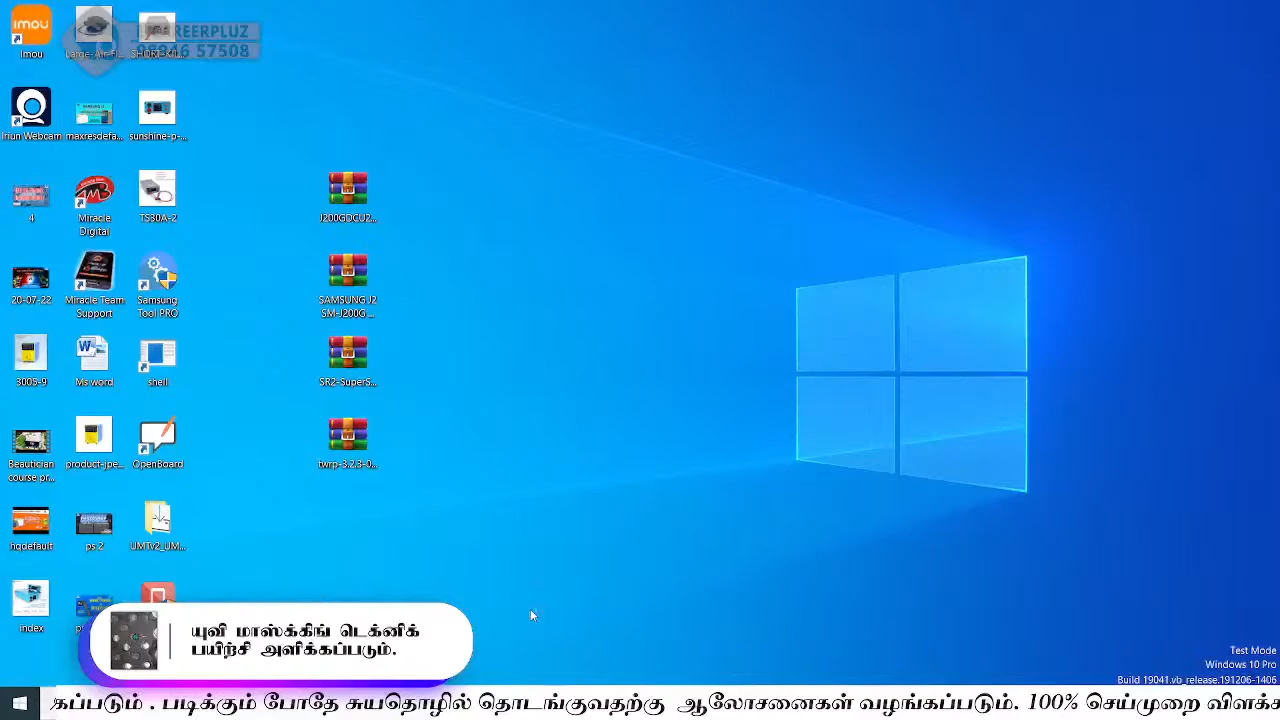 imou
98946 57508
Imou
Large-Air-Fl...
SHORT-KIL...
Iriun Webcam
maxresdefa...
sunshine-p-...
4
Miracle
Digital
TS30A-2
J200GDCU2...
20-07-22
Miracle Team
Support
Samsung
Tool PRO
SAMSUNG J2
SM-J200G ...
3005-9
Ms word
shell
SR2-SuperS...
Beautician
course pr...
product-jpe...
OpenBoard
twrp-3.2.3-0...
hqdefault
ps 2
UMTv2_UM...
index
யுவி மாஸ்க்கிங் டெக்னிக்
பயிற்சி அளிக்கப்படும்.
Test Mode
Windows 10 Pro
Build 19041.vb_release.191206-1406
கப்படும் . படிக்கும் போதே சுயதொழில் தொடங்குவதற்கு ஆலோசனைகள் வழங்கப்படும். 100% செய்முறை விளக்க